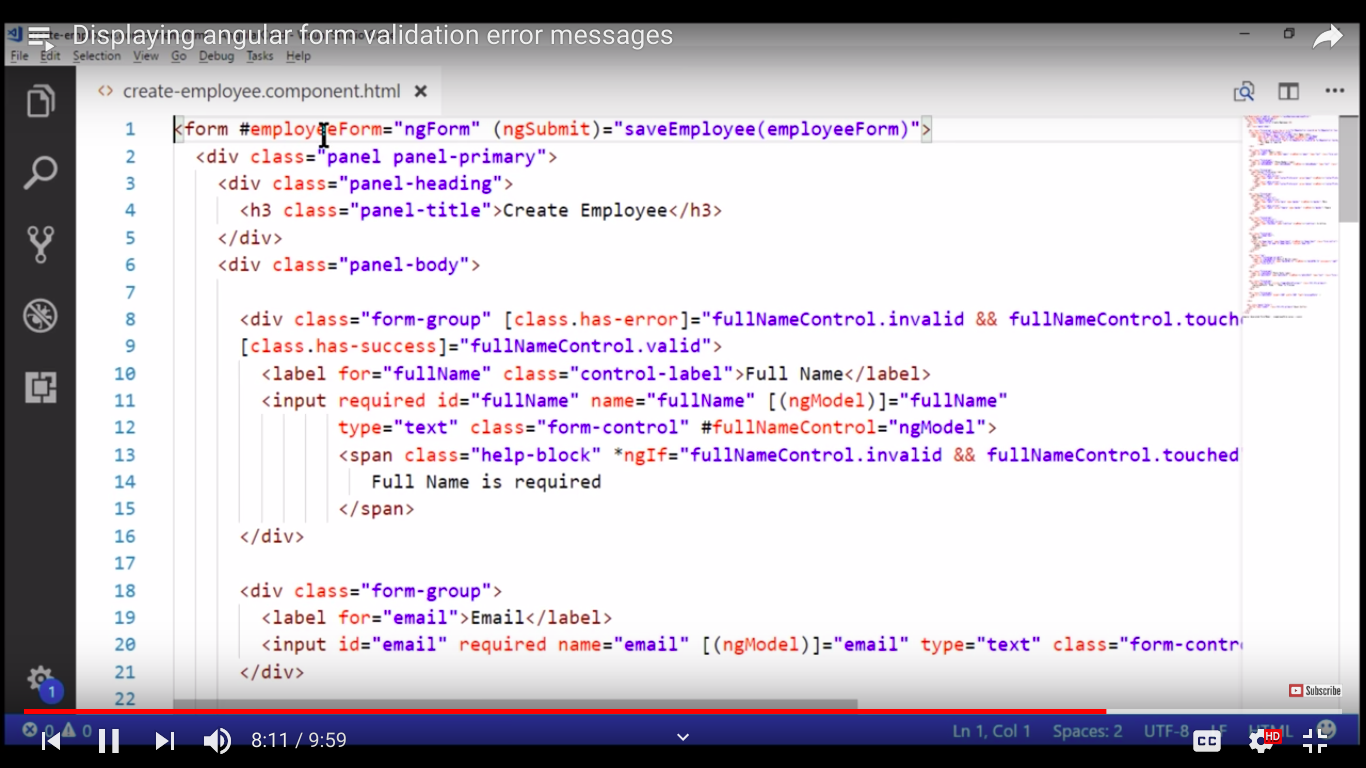 Displaying angular form validation error messages
File Edit Selection View Go Debug Tasks Help
create-employee.component.html
1 <form #employeeForm="ngForm" (ngSubmit)="saveEmployee(employeeForm)">
2 <div class="panel panel-primary">
3 <div class="panel-heading">
4 <h3 class="panel-title">Create Employee</h3>
5 </div>
6 <div class="panel-body">
7
8 <div class="form-group" [class.has-error]="fullNameControl.invalid && fullNameControl.touch
9 [class.has-success]="fullNameControl.valid">
10 <label for="fullName" class="control-label">Full Name</label>
11 <input required id="fullName" name="fullName" [(ngModel)]="fullName"
12 type="text" class="form-control" #fullNameControl="ngModel">
13 <span class="help-block" *ngIf="fullNameControl.invalid && fullNameControl.touched
14 Full Name is required
15 </span>
16 </div>
17
18 <div class="form-group">
19 <label for="email">Email</label>
20 <input id="email" required name="email" [(ngModel)]="email" type="text" class="form-contr
21 </div>
22
1
Subscribe
0 0 Ln 1, Col 1 Spaces: 2 UTF-8 LF HTML
8:11 / 9:59 CC HD